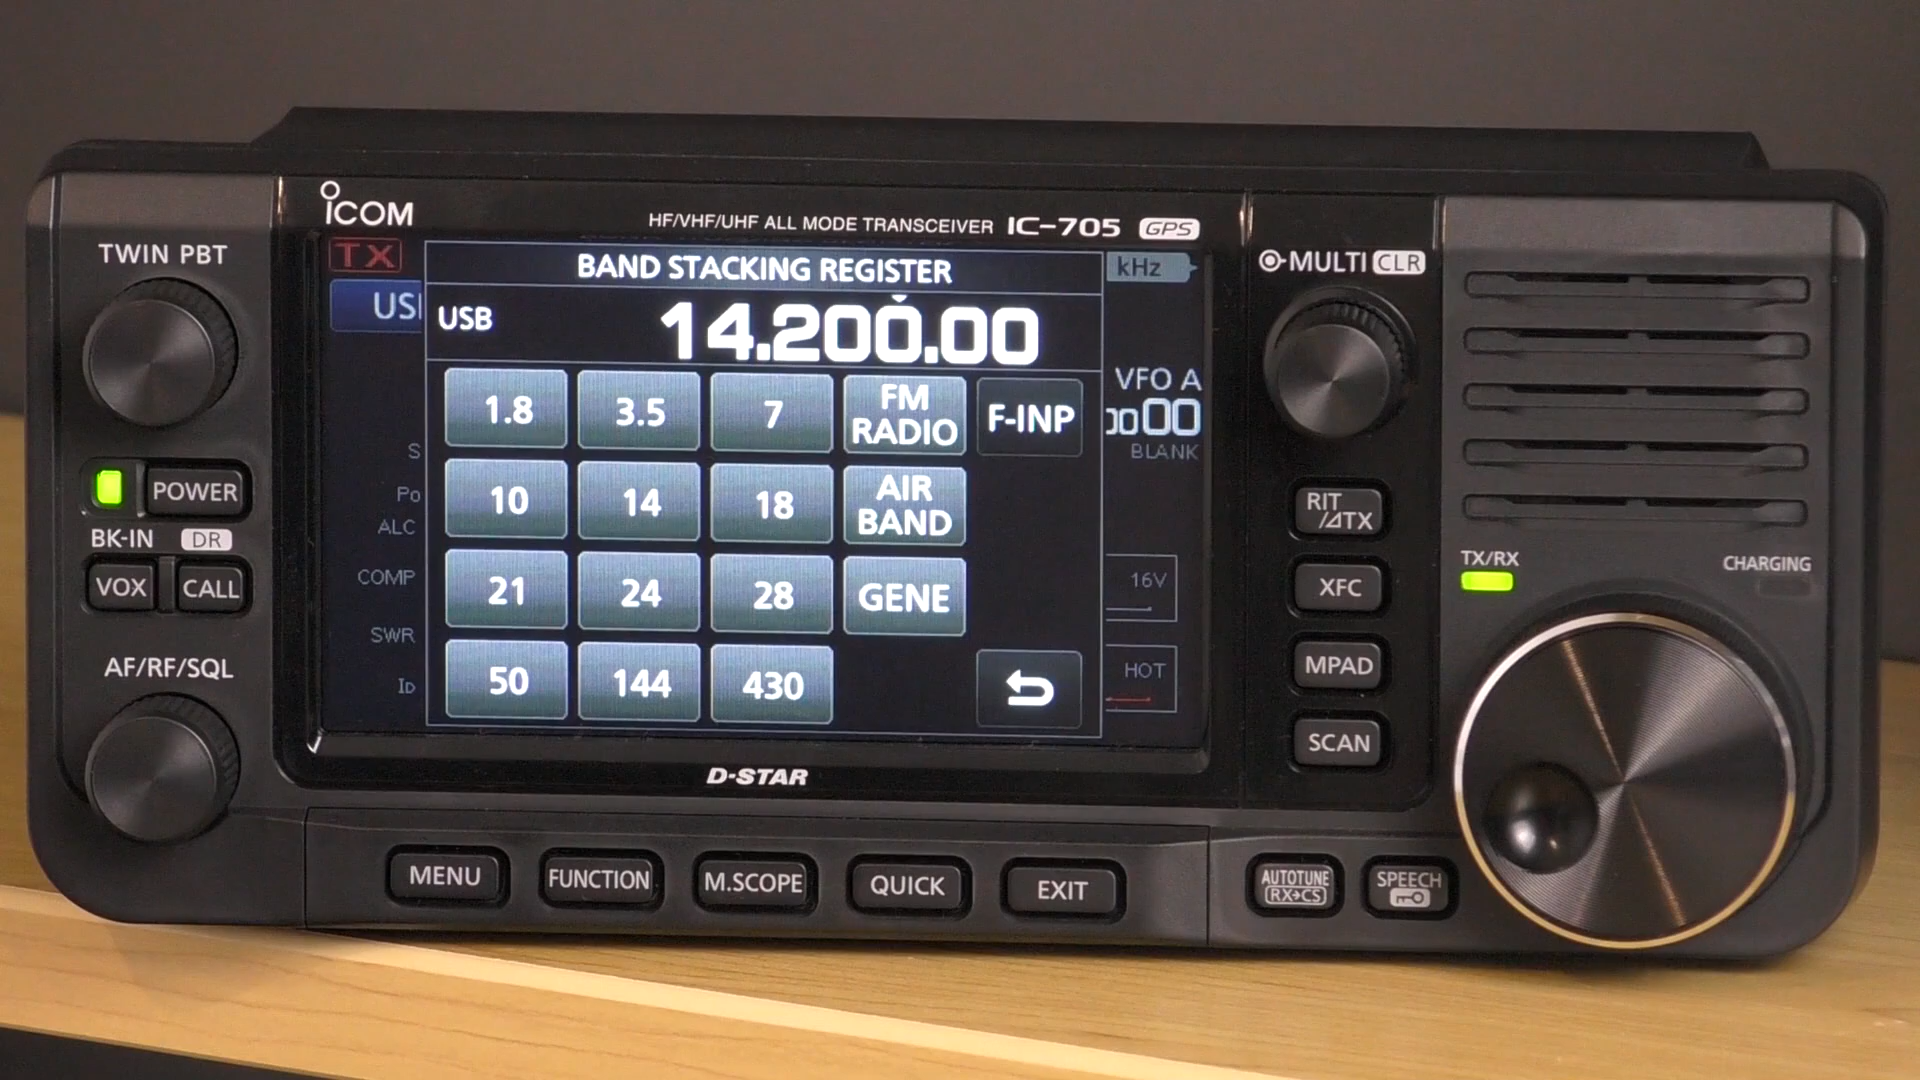 ICOM
HF/VHF/UHF ALL MODE TRANSCEIVER IC-705 GPS
TWIN PBT
POWER
BK-IN DR
VOX CALL
AF/RF/SQL
TX
BAND STACKING REGISTER
kHz
USB 14.200.00
VFO A
00
BLANK
1.8 3.5 7 FM RADIO F-INP
10 14 18 AIR BAND
21 24 28 GENE
50 144 430
S
Po
ALC
COMP
SWR
ID
16V
HOT
D-STAR
MENU FUNCTION M.SCOPE QUICK EXIT
MULTI CLR
RIT
/⊿TX
XFC
MPAD
SCAN
TX/RX
CHARGING
AUTOTUNE
RX→CS
SPEECH